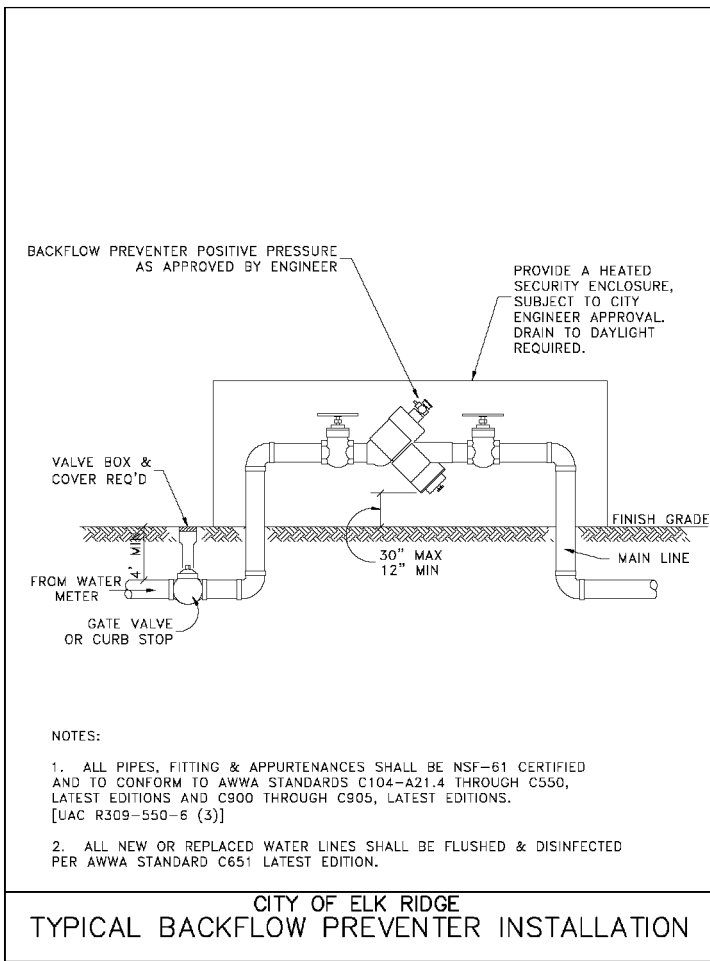 BACKFLOW PREVENTER POSITIVE PRESSURE
AS APPROVED BY ENGINEER
PROVIDE A HEATED
SECURITY ENCLOSURE,
SUBJECT TO CITY
ENGINEER APPROVAL.
DRAIN TO DAYLIGHT
REQUIRED.
VALVE BOX &
COVER REQ'D
FINISH GRADE
4' MIN
30" MAX
12" MIN
MAIN LINE
FROM WATER
METER
GATE VALVE
OR CURB STOP
NOTES:
1. ALL PIPES, FITTING & APPURTENANCES SHALL BE NSF-61 CERTIFIED
AND TO CONFORM TO AWWA STANDARDS C104-A21.4 THROUGH C550,
LATEST EDITIONS AND C900 THROUGH C905, LATEST EDITIONS.
[UAC R309-550-6 (3)]
2. ALL NEW OR REPLACED WATER LINES SHALL BE FLUSHED & DISINFECTED
PER AWWA STANDARD C651 LATEST EDITION.
CITY OF ELK RIDGE
TYPICAL BACKFLOW PREVENTER INSTALLATION